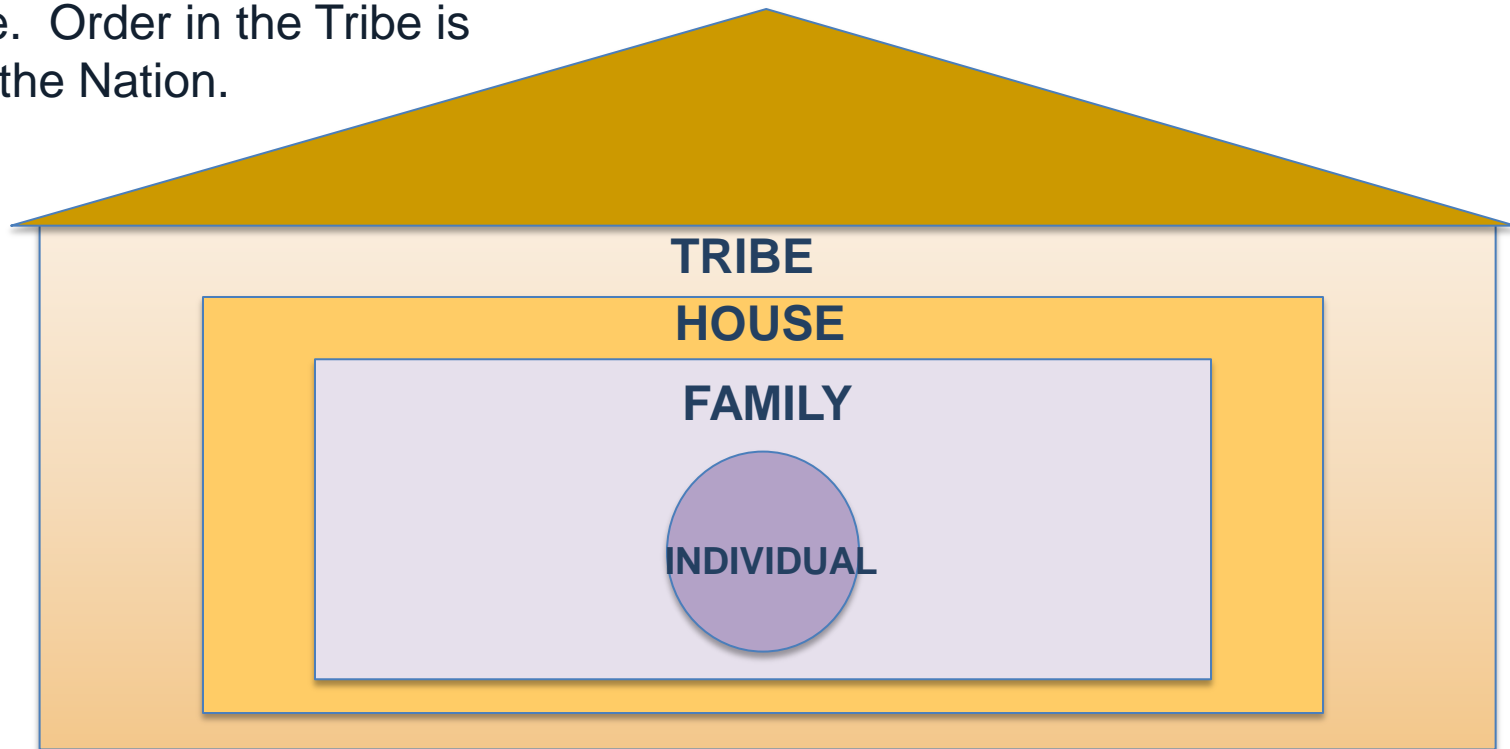 e.  Order in the Tribe is
the Nation.
TRIBE
HOUSE
FAMILY
INDIVIDUAL